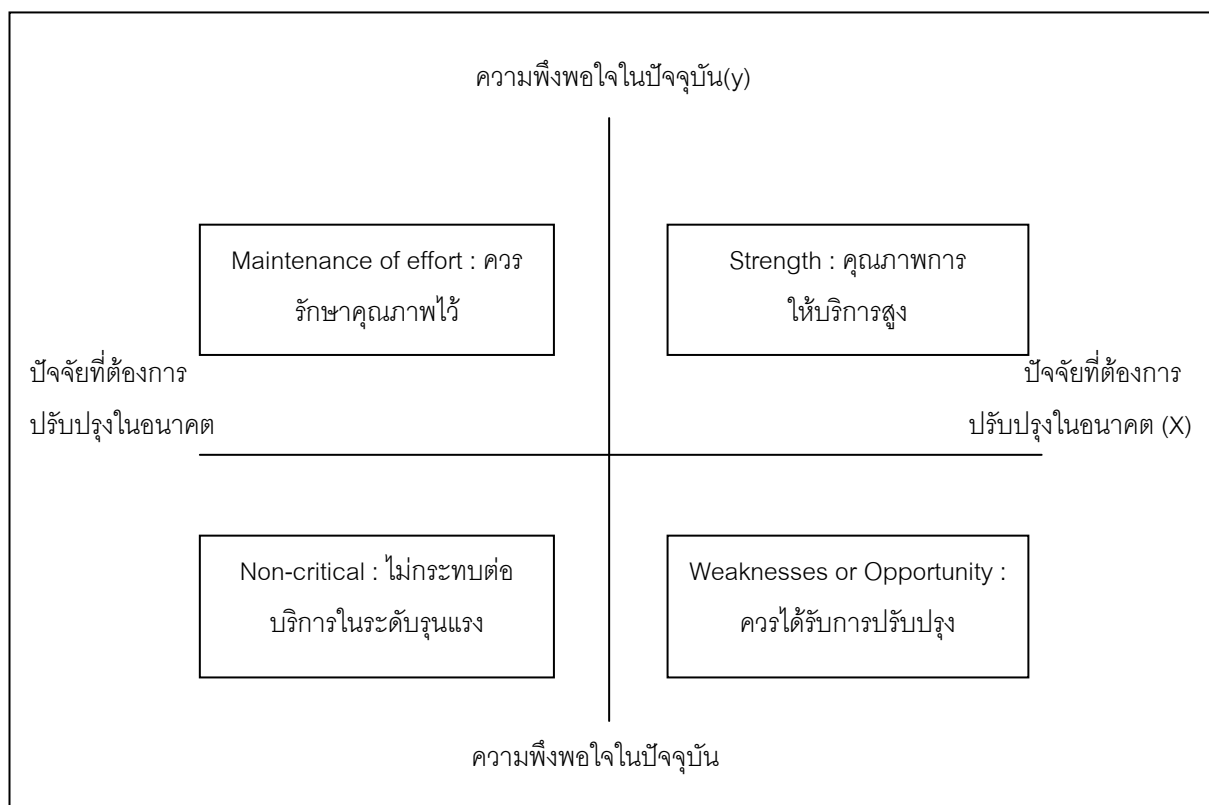 ความพึงพอใจในปัจจุบัน(y)
Maintenance of effort : ควร
รักษาคุณภาพไว้
Strength : คุณภาพการ
ให้บริการสูง
ปัจจัยที่ต้องการ
ปรับปรุงในอนาคต
ปัจจัยที่ต้องการ
ปรับปรุงในอนาคต (X)
Non-critical : ไม่กระทบต่อ
บริการในระดับรุนแรง
Weaknesses or Opportunity :
ควรได้รับการปรับปรุง
ความพึงพอใจในปัจจุบัน